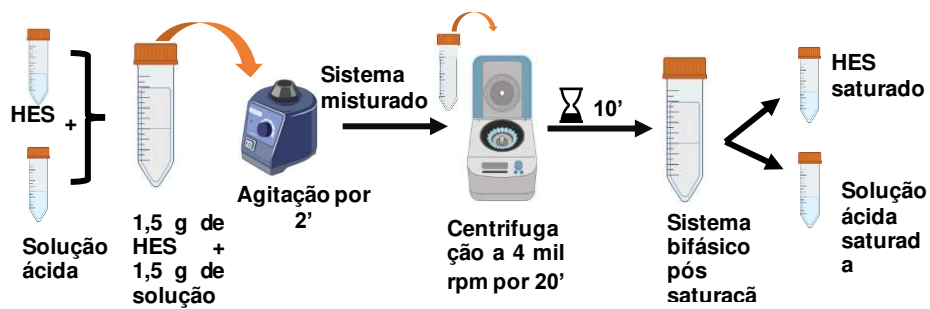 HES
+
Solução
ácida
1,5 g de
HES +
1,5 g de
solução
Agitação por
2'
Sistema
misturado
Centrifuga
ção a 4 mil
rpm por 20'
10'
Sistema
bifásico
pós
saturaçã
HES
saturado
Solução
ácida
saturad
a